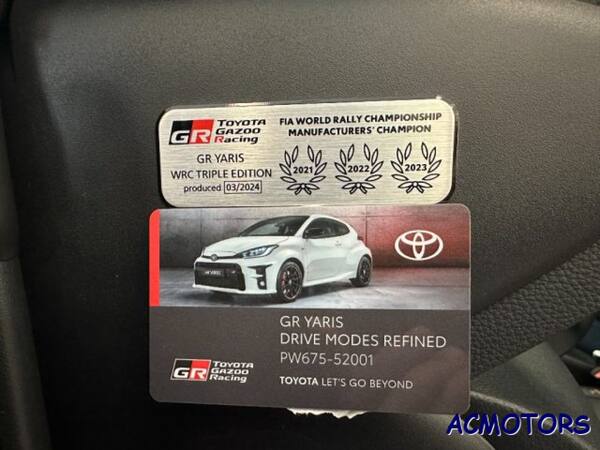 GR TOYOTA
GAZOO
Racing
GR YARIS
WRC TRIPLE EDITION
produced 03/2024
FIA WORLD RALLY CHAMPIONSHIP
MANUFACTURERS' CHAMPION
2021 2022 2023
GR YARIS
DRIVE MODES REFINED
PW675-52001
GR TOYOTA
GAZOO
Racing
TOYOTA LET'S GO BEYOND
ACMOTORS